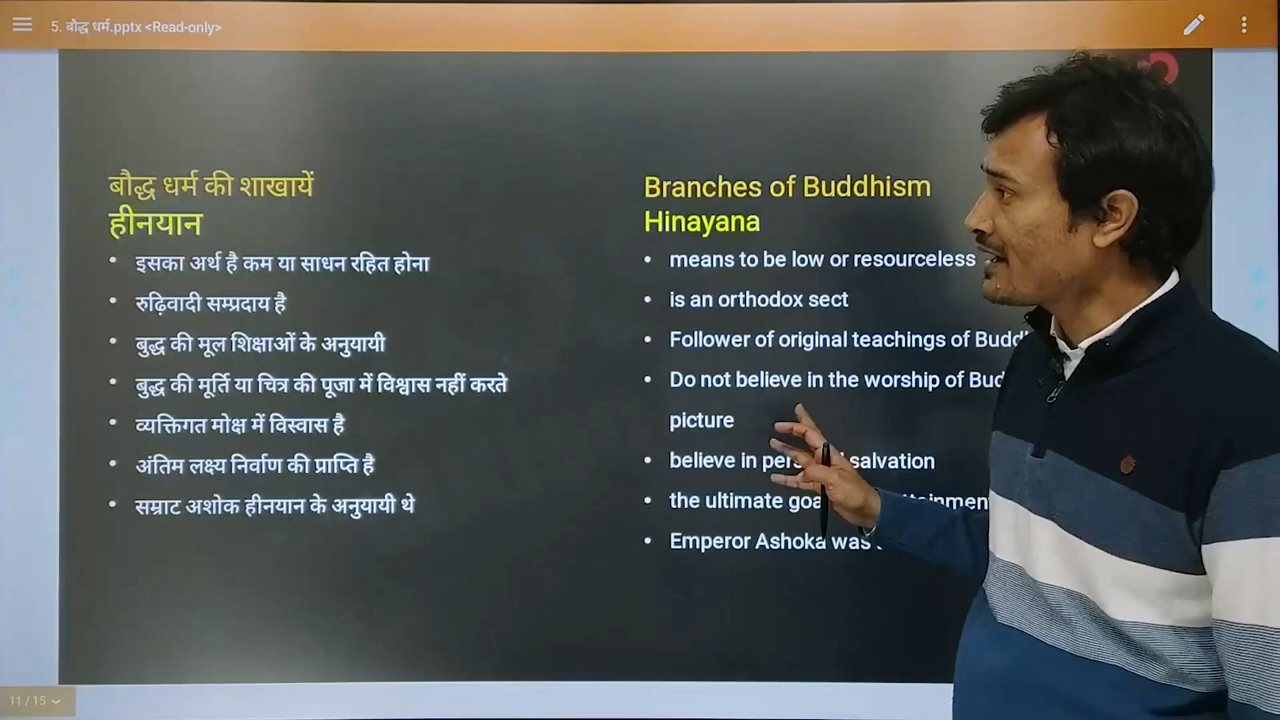 5. बौद्ध धर्म.pptx <Read-only>
बौद्ध धर्म की शाखायें
हीनयान
• इसका अर्थ है कम या साधन रहित होना
• रुढ़िवादी सम्प्रदाय है
• बुद्ध की मूल शिक्षाओं के अनुयायी
• बुद्ध की मूर्ति या चित्र की पूजा में विश्वास नहीं करते
• व्यक्तिगत मोक्ष में विस्वास है
• अंतिम लक्ष्य निर्वाण की प्राप्ति है
• सम्राट अशोक हीनयान के अनुयायी थे
Branches of Buddhism
Hinayana
• means to be low or resourceless
• is an orthodox sect
• Follower of original teachings of
• Do not believe in the worship of
picture
• believe in salvation
• the ultimate
• Emperor Ashoka was
11 / 15